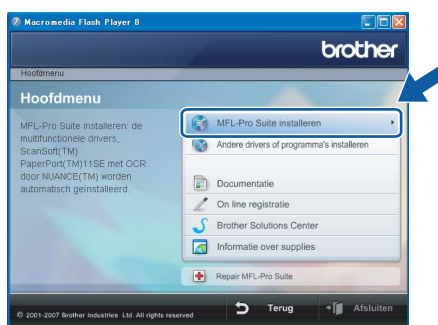 Macromedia Flash Player 8
brother
Hoofdmenu
Hoofdmenu
MFL-Pro Suite installeren: de
multifunctionele drivers,
ScanSoft(TM)
PaperPort(TM)11SE met OCR
door NUANCE(TM) worden
automatisch geïnstalleerd.
MFL-Pro Suite installeren
Andere drivers of programma's installeren
Documentatie
On line registratie
Brother Solutions Center
Informatie over supplies
Repair MFL-Pro Suite
© 2001-2007 Brother Industries Ltd. All rights reserved
Terug
Afsluiten